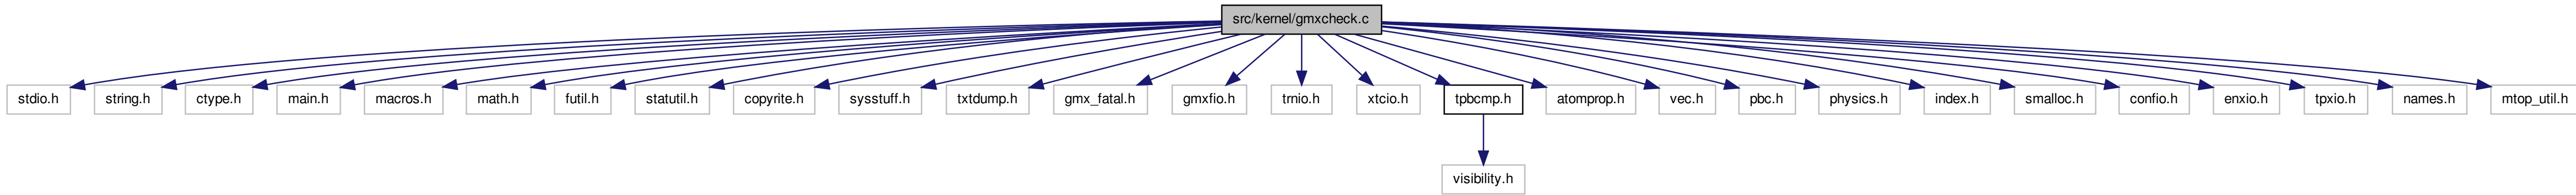 src/kernel/gmxcheck.c
stdio.h
string.h
ctype.h
main.h
macros.h
math.h
futil.h
statutil.h
copyrite.h
sysstuff.h
txtdump.h
gmx_fatal.h
gmxfio.h
trnio.h
xtcio.h
tpbcmp.h
atomprop.h
vec.h
pbc.h
physics.h
index.h
smalloc.h
confio.h
enxio.h
tpxio.h
names.h
mtop_util.h
visibility.h